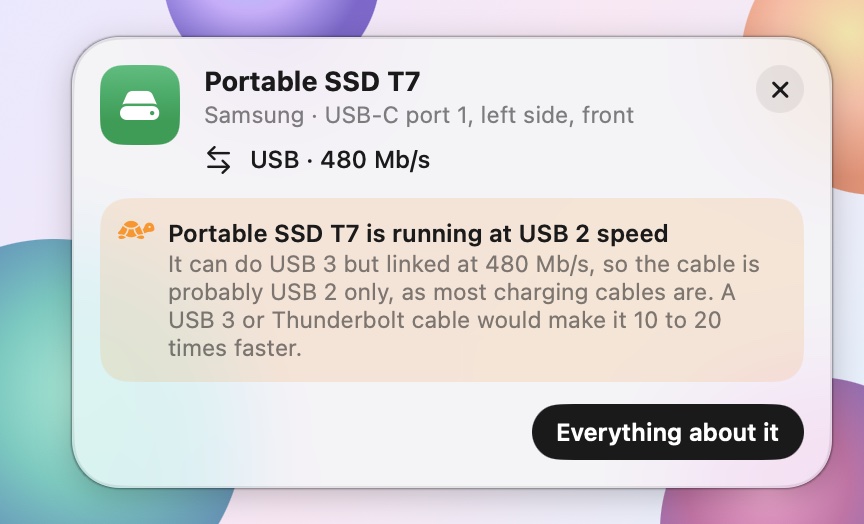 Portable SSD T7
Samsung · USB-C port 1, left side, front
USB · 480 Mb/s
Portable SSD T7 is running at USB 2 speed
It can do USB 3 but linked at 480 Mb/s, so the cable is
probably USB 2 only, as most charging cables are. A
USB 3 or Thunderbolt cable would make it 10 to 20
times faster.
Everything about it